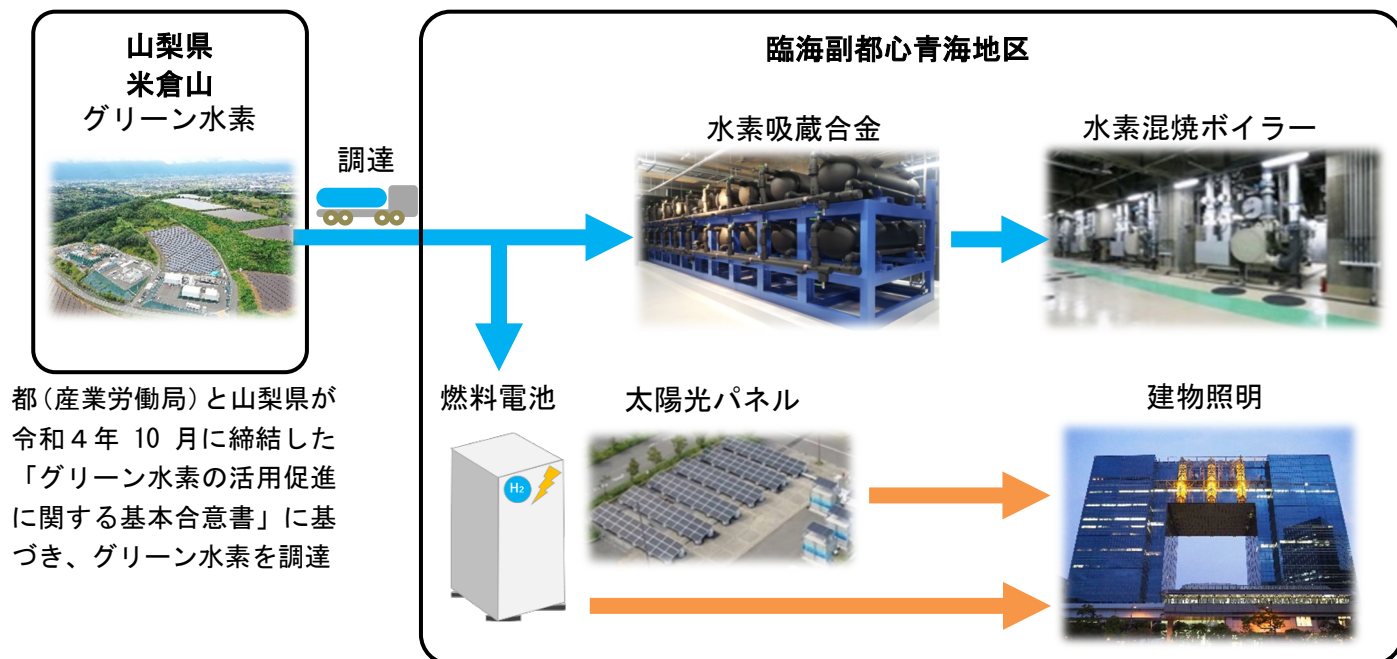 山梨県
米倉山
グリーン水素
調達
都(産業労働局)と山梨県が
令和4年 10 月に締結した
「グリーン水素の活用促進
に関する基本合意書」に基
づき、グリーン水素を調達
臨海副都心青海地区
水素吸蔵合金
水素混焼ボイラー
燃料電池
H2
太陽光パネル
建物照明